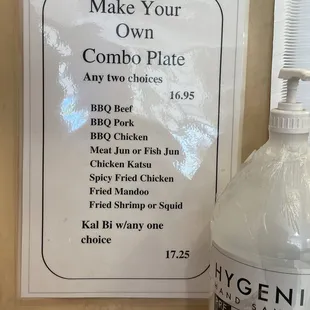 Make Your
Own
Combo Plate
Any two choices
16.95
BBQ Beef
BBQ Pork
BBQ Chicken
Meat Jun or Fish Jun
Chicken Katsu
Spicy Fried Chicken
Fried Mandoo
Fried Shrimp or Squid
Kal Bi w/any one
choice
17.25
HYGENI
HAND SA